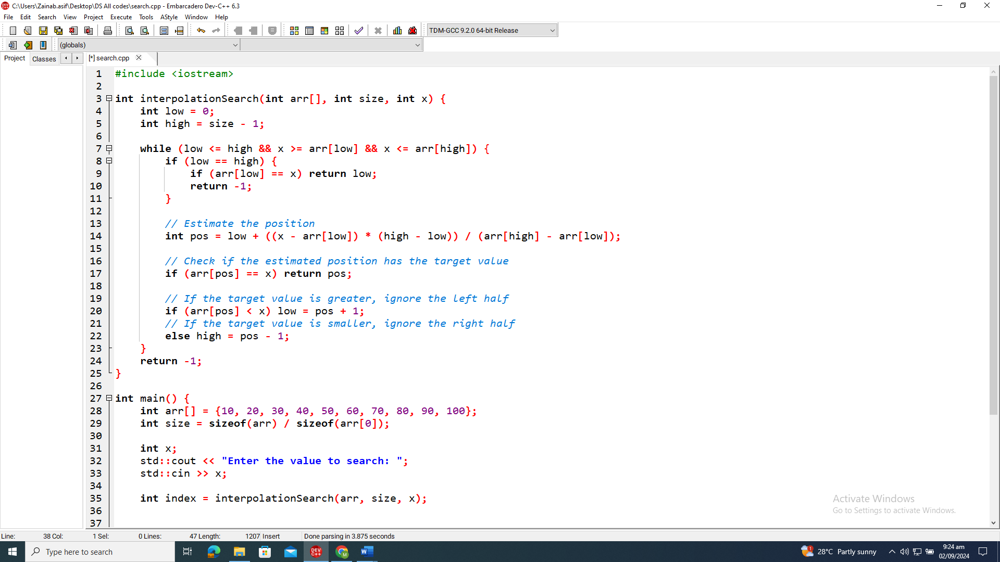 C:\Users\Zainab.asif\Desktop\DS All codes\search.cpp - Embarcadero Dev-C++ 6.3
File Edit Search View Project Execute Tools AStyle Window Help
TDM-GCC 9.2.0 64-bit Release
(globals)
Project Classes [*] search.cpp
1 #include <iostream>
2
3 int interpolationSearch(int arr[], int size, int x) {
4 int low = 0;
5 int high = size - 1;
6
7 while (low <= high && x >= arr[low] && x <= arr[high]) {
8 if (low == high) {
9 if (arr[low] == x) return low;
10 return -1;
11 }
12
13 // Estimate the position
14 int pos = low + ((x - arr[low]) * (high - low)) / (arr[high] - arr[low]);
15
16 // Check if the estimated position has the target value
17 if (arr[pos] == x) return pos;
18
19 // If the target value is greater, ignore the left half
20 if (arr[pos] < x) low = pos + 1;
21 // If the target value is smaller, ignore the right half
22 else high = pos - 1;
23 }
24 return -1;
25 }
26
27 int main() {
28 int arr[] = {10, 20, 30, 40, 50, 60, 70, 80, 90, 100};
29 int size = sizeof(arr) / sizeof(arr[0]);
30
31 int x;
32 std::cout << "Enter the value to search: ";
33 std::cin >> x;
34
35 int index = interpolationSearch(arr, size, x);
36
37
Activate Windows
Go to Settings to activate Windows.
Line: 38 Col: 1 Sel: 0 Lines: 47 Length: 1207 Insert Done parsing in 3.875 seconds
Type here to search
DEV C++
M
W
1
28°C Partly sunny
9:24 am
02/09/2024